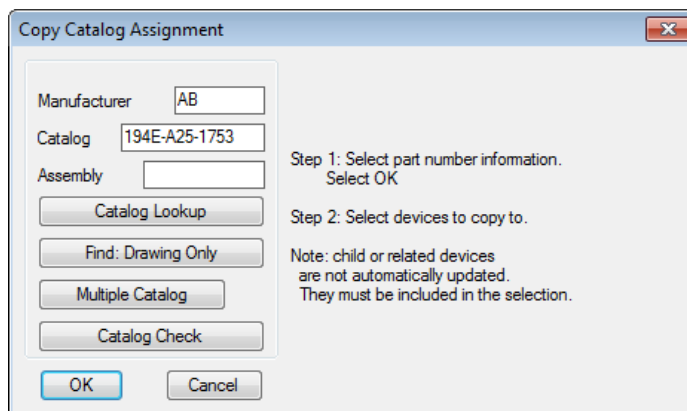 Copy Catalog Assignment
Manufacturer AB
Catalog 194E-A25-1753
Assembly
Catalog Lookup
Find: Drawing Only
Multiple Catalog
Catalog Check
OK Cancel
Step 1: Select part number information.
Select OK
Step 2: Select devices to copy to.
Note: child or related devices
are not automatically updated.
They must be included in the selection.